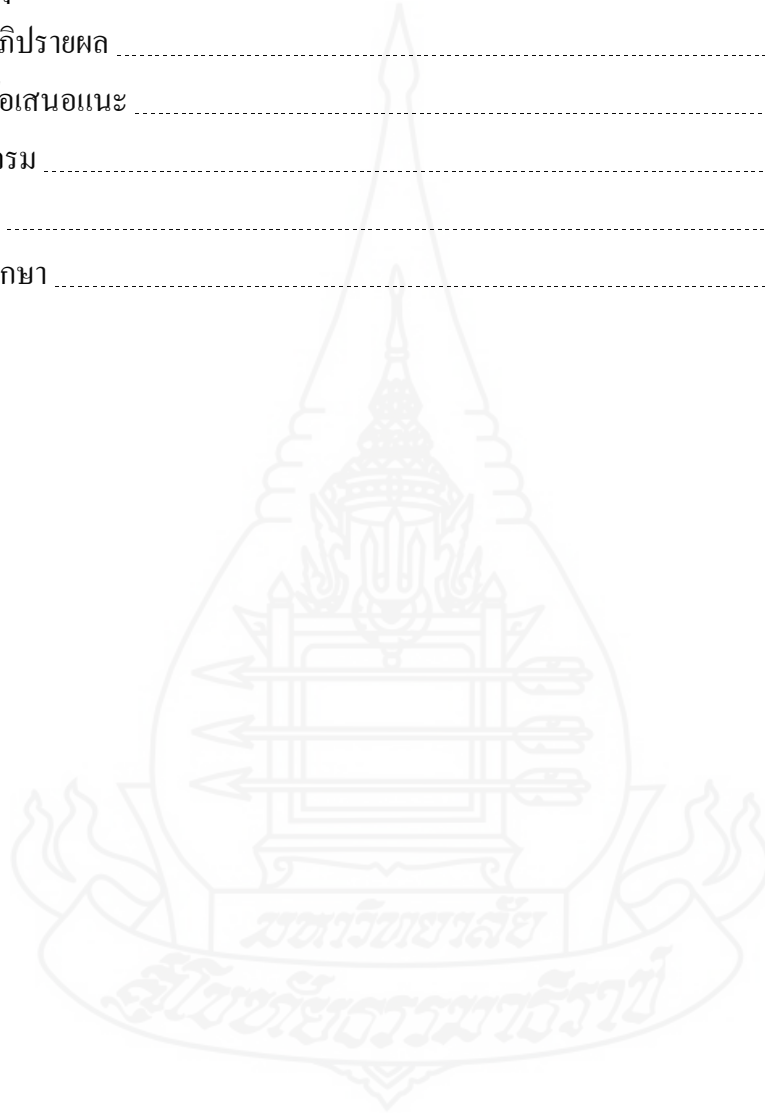 ภิปรายผล
อเสนอแนะ
กรม
กษา
มหาวิทยาลัย
สุโขทัยธรรมาธิราช